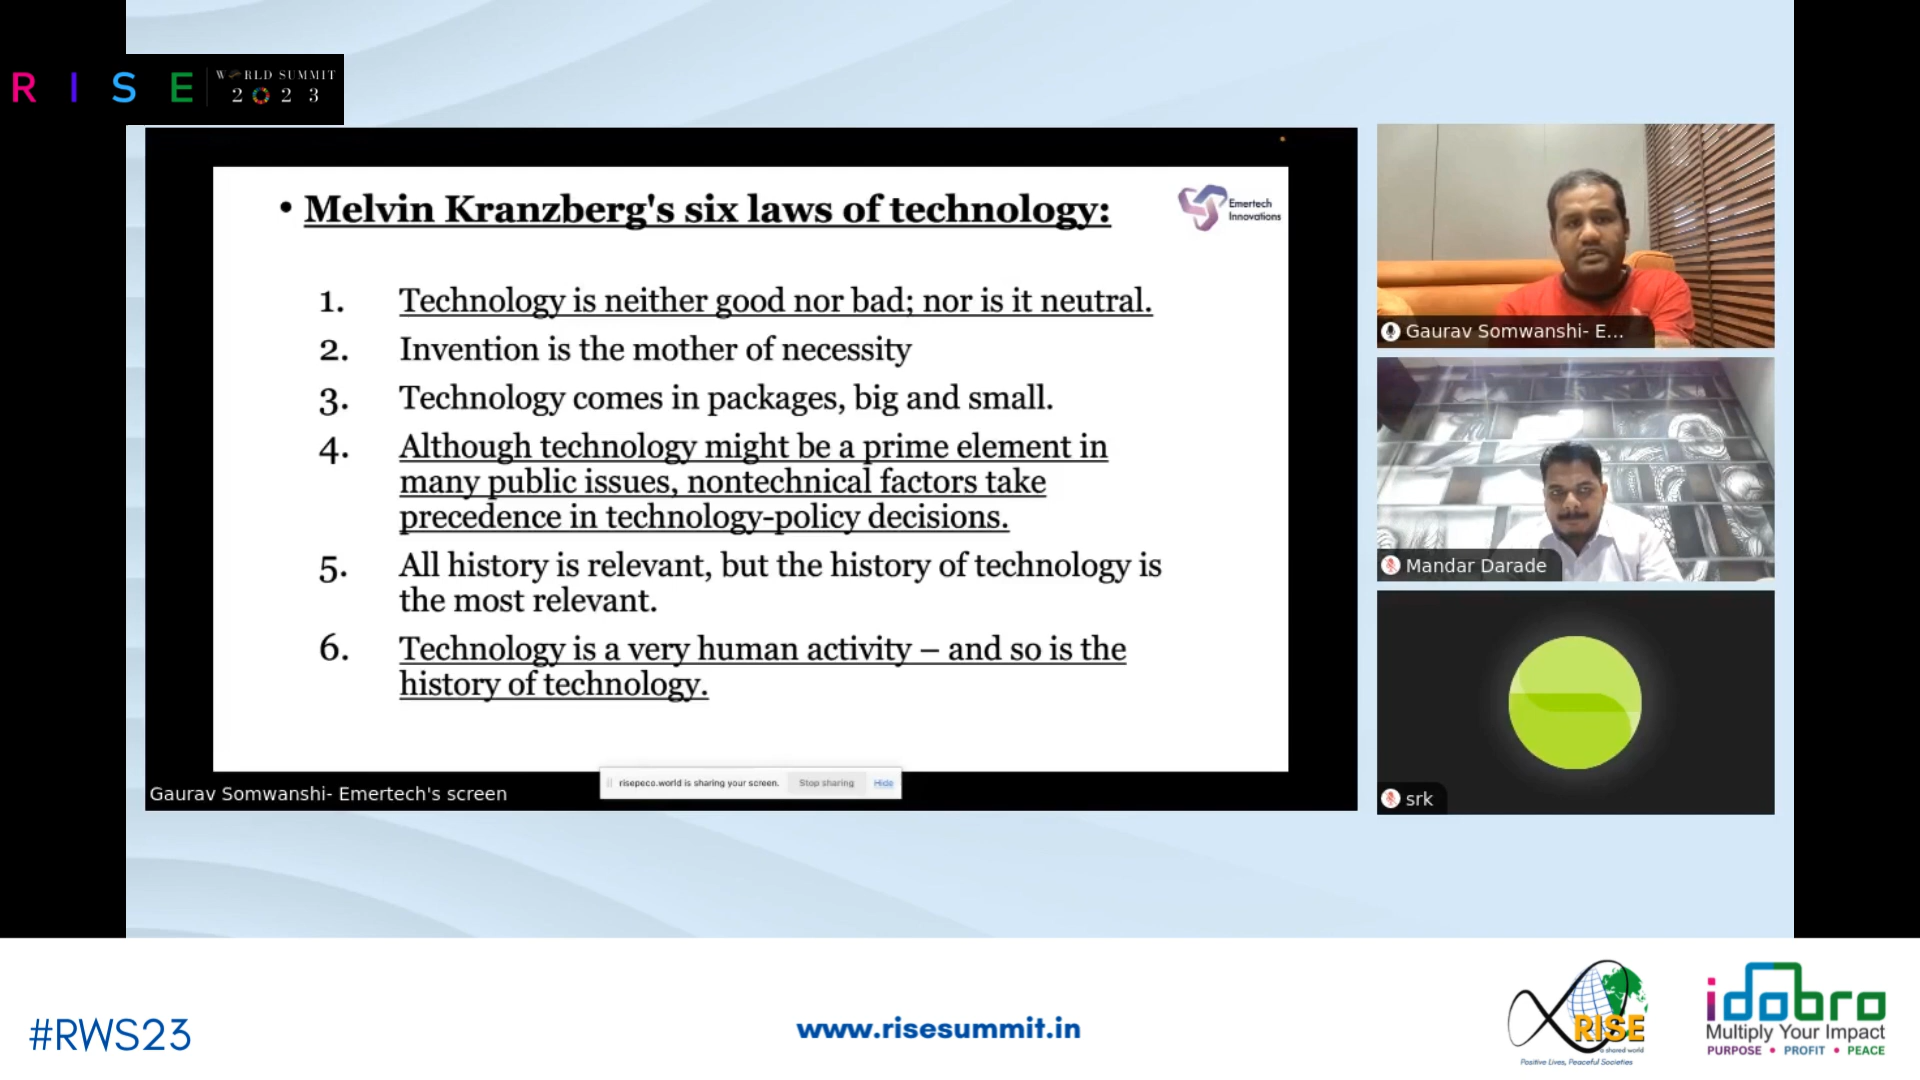 R I S E
WORLD SUMMIT
2023
• Melvin Kranzberg's six laws of technology:
Emertech
Innovations
1. Technology is neither good nor bad; nor is it neutral.
2. Invention is the mother of necessity
3. Technology comes in packages, big and small.
4. Although technology might be a prime element in
many public issues, nontechnical factors take
precedence in technology-policy decisions.
5. All history is relevant, but the history of technology is
the most relevant.
6. Technology is a very human activity – and so is the
history of technology.
risepeco.world is sharing your screen. Stop sharing Hide
Gaurav Somwanshi- Emertech's screen
Gaurav Somwanshi- E...
Mandar Darade
srk
#RWS23
www.risesummit.in
RISE
a shared world
Positive Lives, Peaceful Societies
idobro
Multiply Your Impact
PURPOSE • PROFIT • PEACE